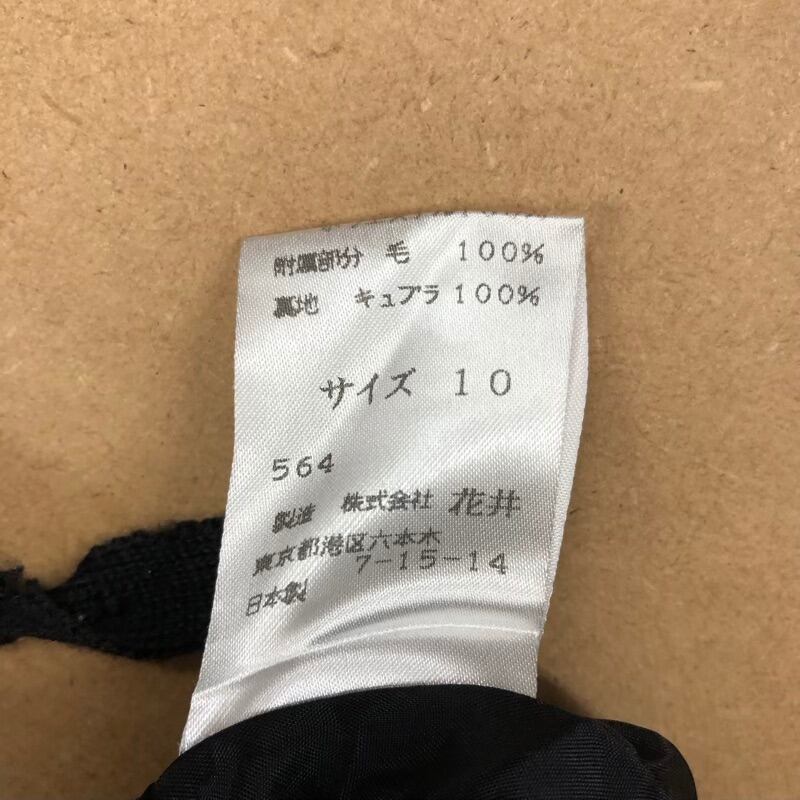 附属部分 毛 100%
裏地 キュプラ 100%
サイズ 10
564
製造 株式会社 花井
東京都港区六本木
7-15-14
日本製